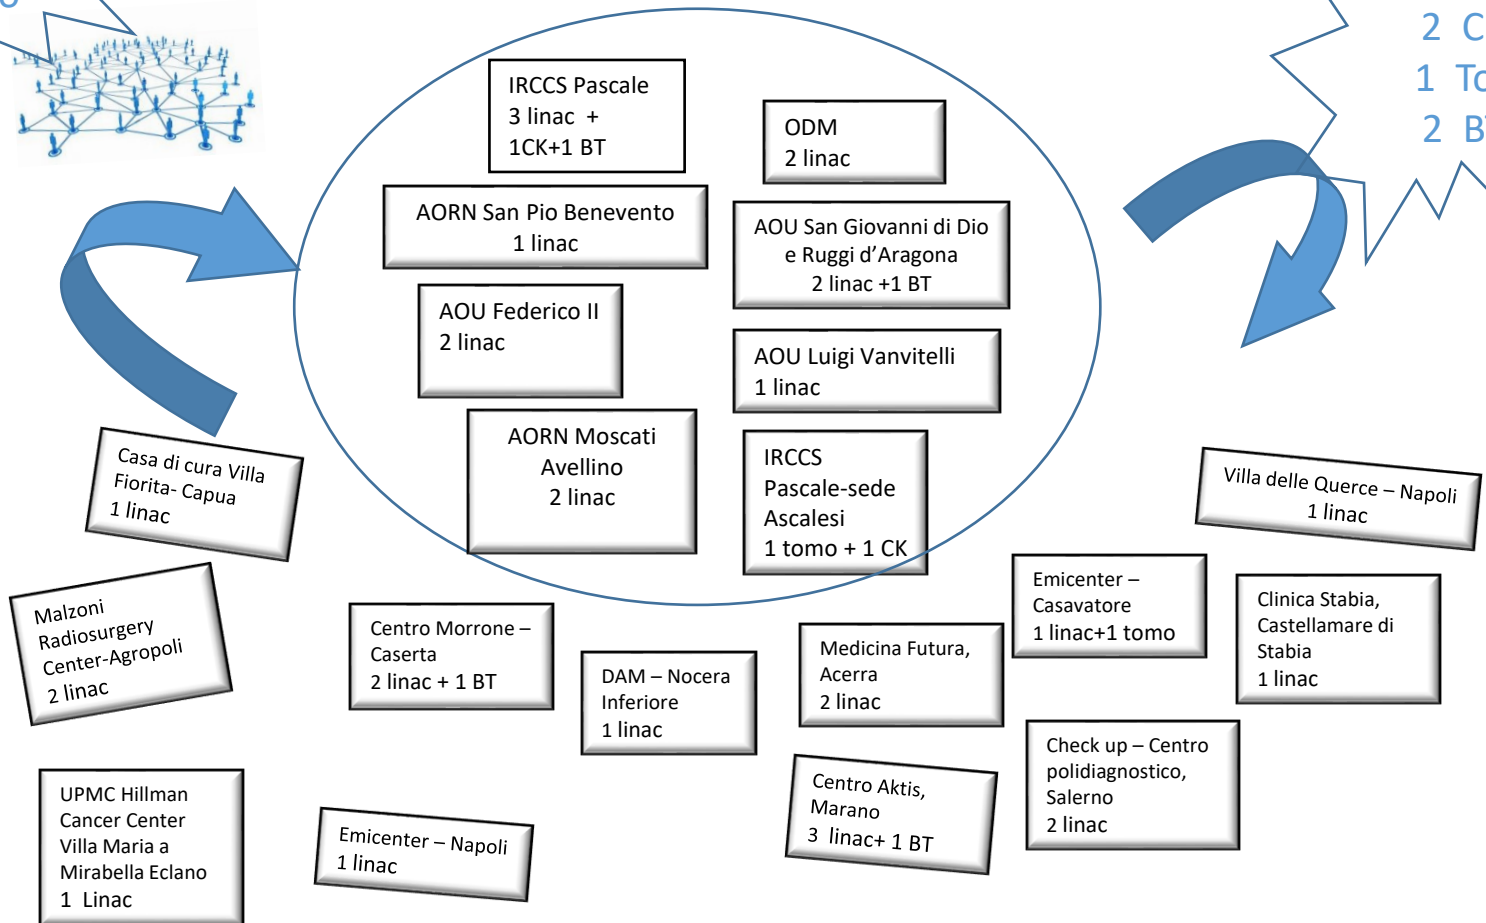 2 C
1 To
2 BT
IRCCS Pascale
3 linac +
1CK+1 BT
ODM
2 linac
AORN San Pio Benevento
1 linac
AOU San Giovanni di Dio
e Ruggi d’Aragona
2 linac +1 BT
AOU Federico II
2 linac
AOU Luigi Vanvitelli
1 linac
AORN Moscati
Avellino
2 linac
IRCCS
Pascale-sede
Ascalesi
1 tomo + 1 CK
Casa di cura Villa
Fiorita- Capua
1 linac
Villa delle Querce – Napoli
1 linac
Malzoni
Radiosurgery
Center-Agropoli
2 linac
Centro Morrone –
Caserta
2 linac + 1 BT
DAM – Nocera
Inferiore
1 linac
Medicina Futura,
Acerra
2 linac
Emicenter –
Casavatore
1 linac+1 tomo
Clinica Stabia,
Castellamare di
Stabia
1 linac
UPMC Hillman
Cancer Center
Villa Maria a
Mirabella Eclano
1 Linac
Emicenter – Napoli
1 linac
Centro Aktis,
Marano
3 linac+ 1 BT
Check up – Centro
polidiagnostico,
Salerno
2 linac